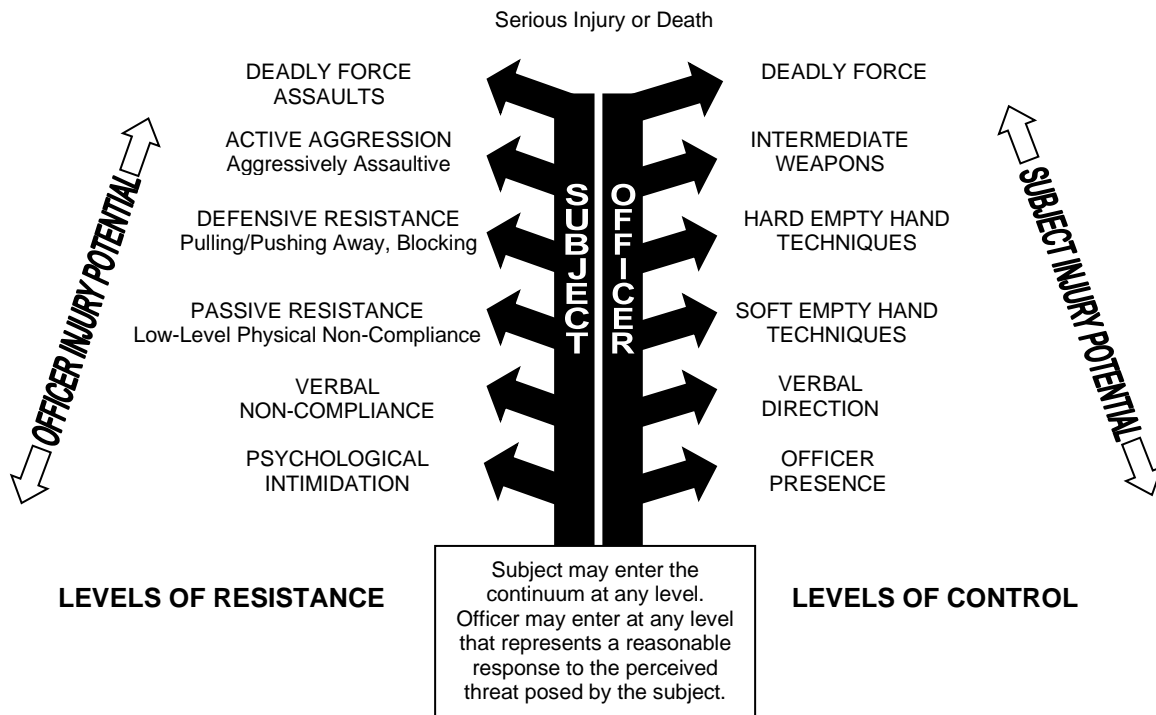 Serious Injury or Death
DEADLY FORCE
ASSAULTS
DEADLY FORCE
ACTIVE AGGRESSION
Aggressively Assaultive
INTERMEDIATE
WEAPONS
DEFENSIVE RESISTANCE
Pulling/Pushing Away, Blocking
HARD EMPTY HAND
TECHNIQUES
PASSIVE RESISTANCE
Low-Level Physical Non-Compliance
SOFT EMPTY HAND
TECHNIQUES
VERBAL
NON-COMPLIANCE
VERBAL
DIRECTION
PSYCHOLOGICAL
INTIMIDATION
OFFICER
PRESENCE
OFFICER INJURY POTENTIAL
SUBJECT
OFFICER
SUBJECT INJURY POTENTIAL
LEVELS OF RESISTANCE
LEVELS OF CONTROL
Subject may enter the
continuum at any level.
Officer may enter at any level
that represents a reasonable
response to the perceived
threat posed by the subject.